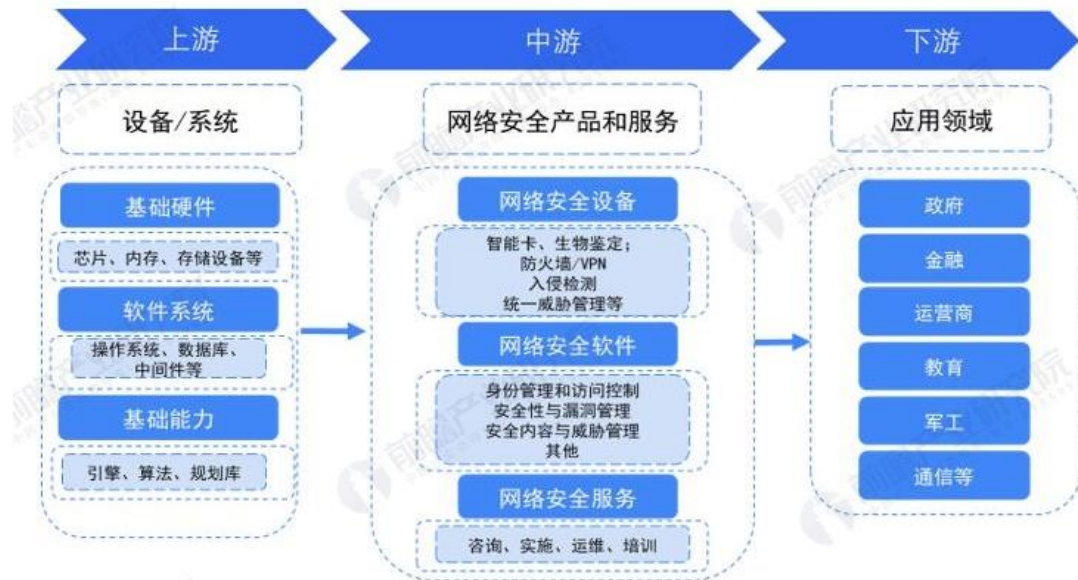 上游
中游
下游
设备/系统
网络安全产品和服务
应用领域
基础硬件
芯片、内存、存储设备等
软件系统
操作系统、数据库、
中间件等
基础能力
引擎、算法、规划库
网络安全设备
智能卡、生物鉴定；
防火墙/VPN
入侵检测
统一威胁管理等
网络安全软件
身份管理和访问控制
安全性与漏洞管理
安全内容与威胁管理
其他
网络安全服务
咨询、实施、运维、培训
政府
金融
运营商
教育
军工
通信等
前瞻产业研究院